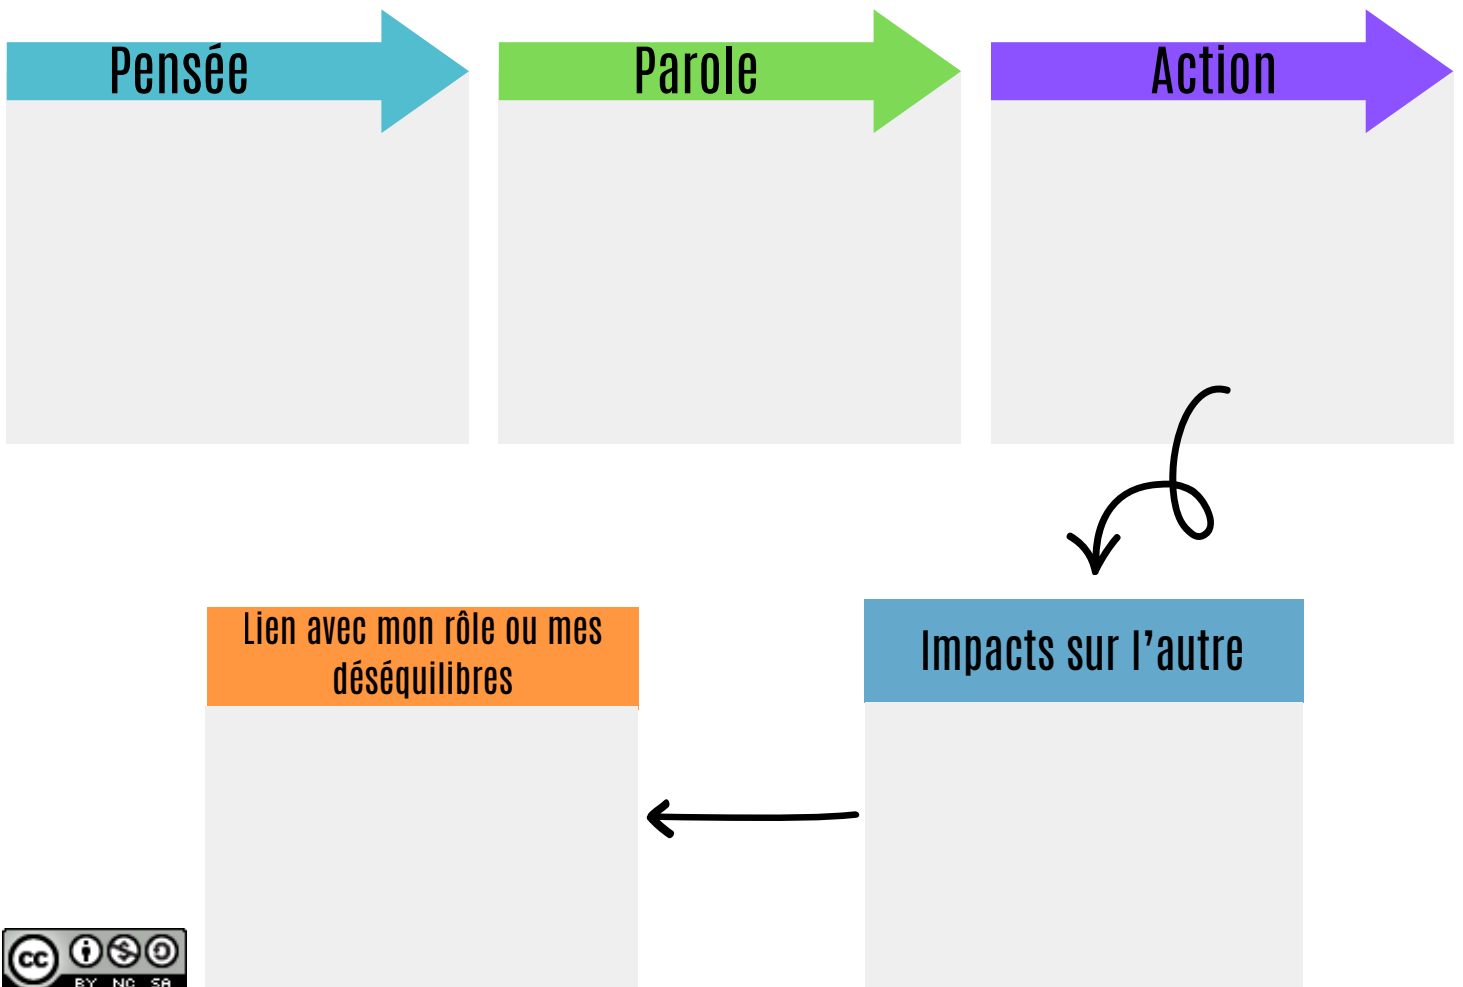 Pensée
Parole
Action
Lien avec mon rôle ou mes
déséquilibres
Impacts sur l'autre
cc
BY NC SA